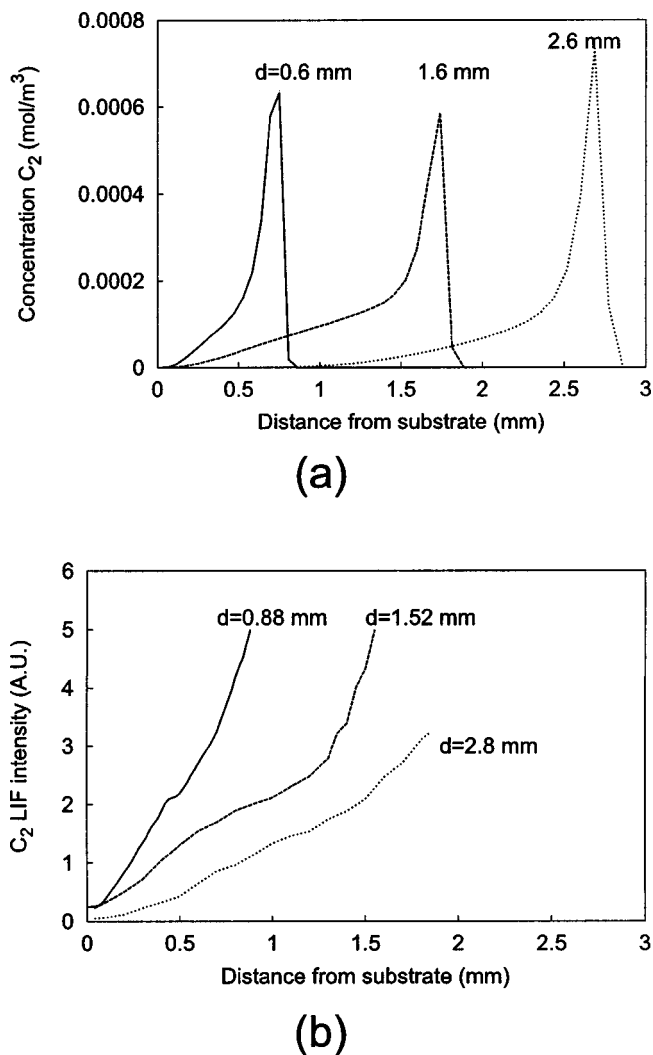 0.0008
0.0006
0.0004
0.0002
0
Concentration C₂ (mol/m³)
d=0.6 mm
1.6 mm
2.6 mm
0 0.5 1 1.5 2 2.5 3
Distance from substrate (mm)
(a)
6
5
4
3
2
1
0
C₂ LIF intensity (A.U.)
d=0.88 mm
d=1.52 mm
d=2.8 mm
0 0.5 1 1.5 2 2.5 3
Distance from substrate (mm)
(b)